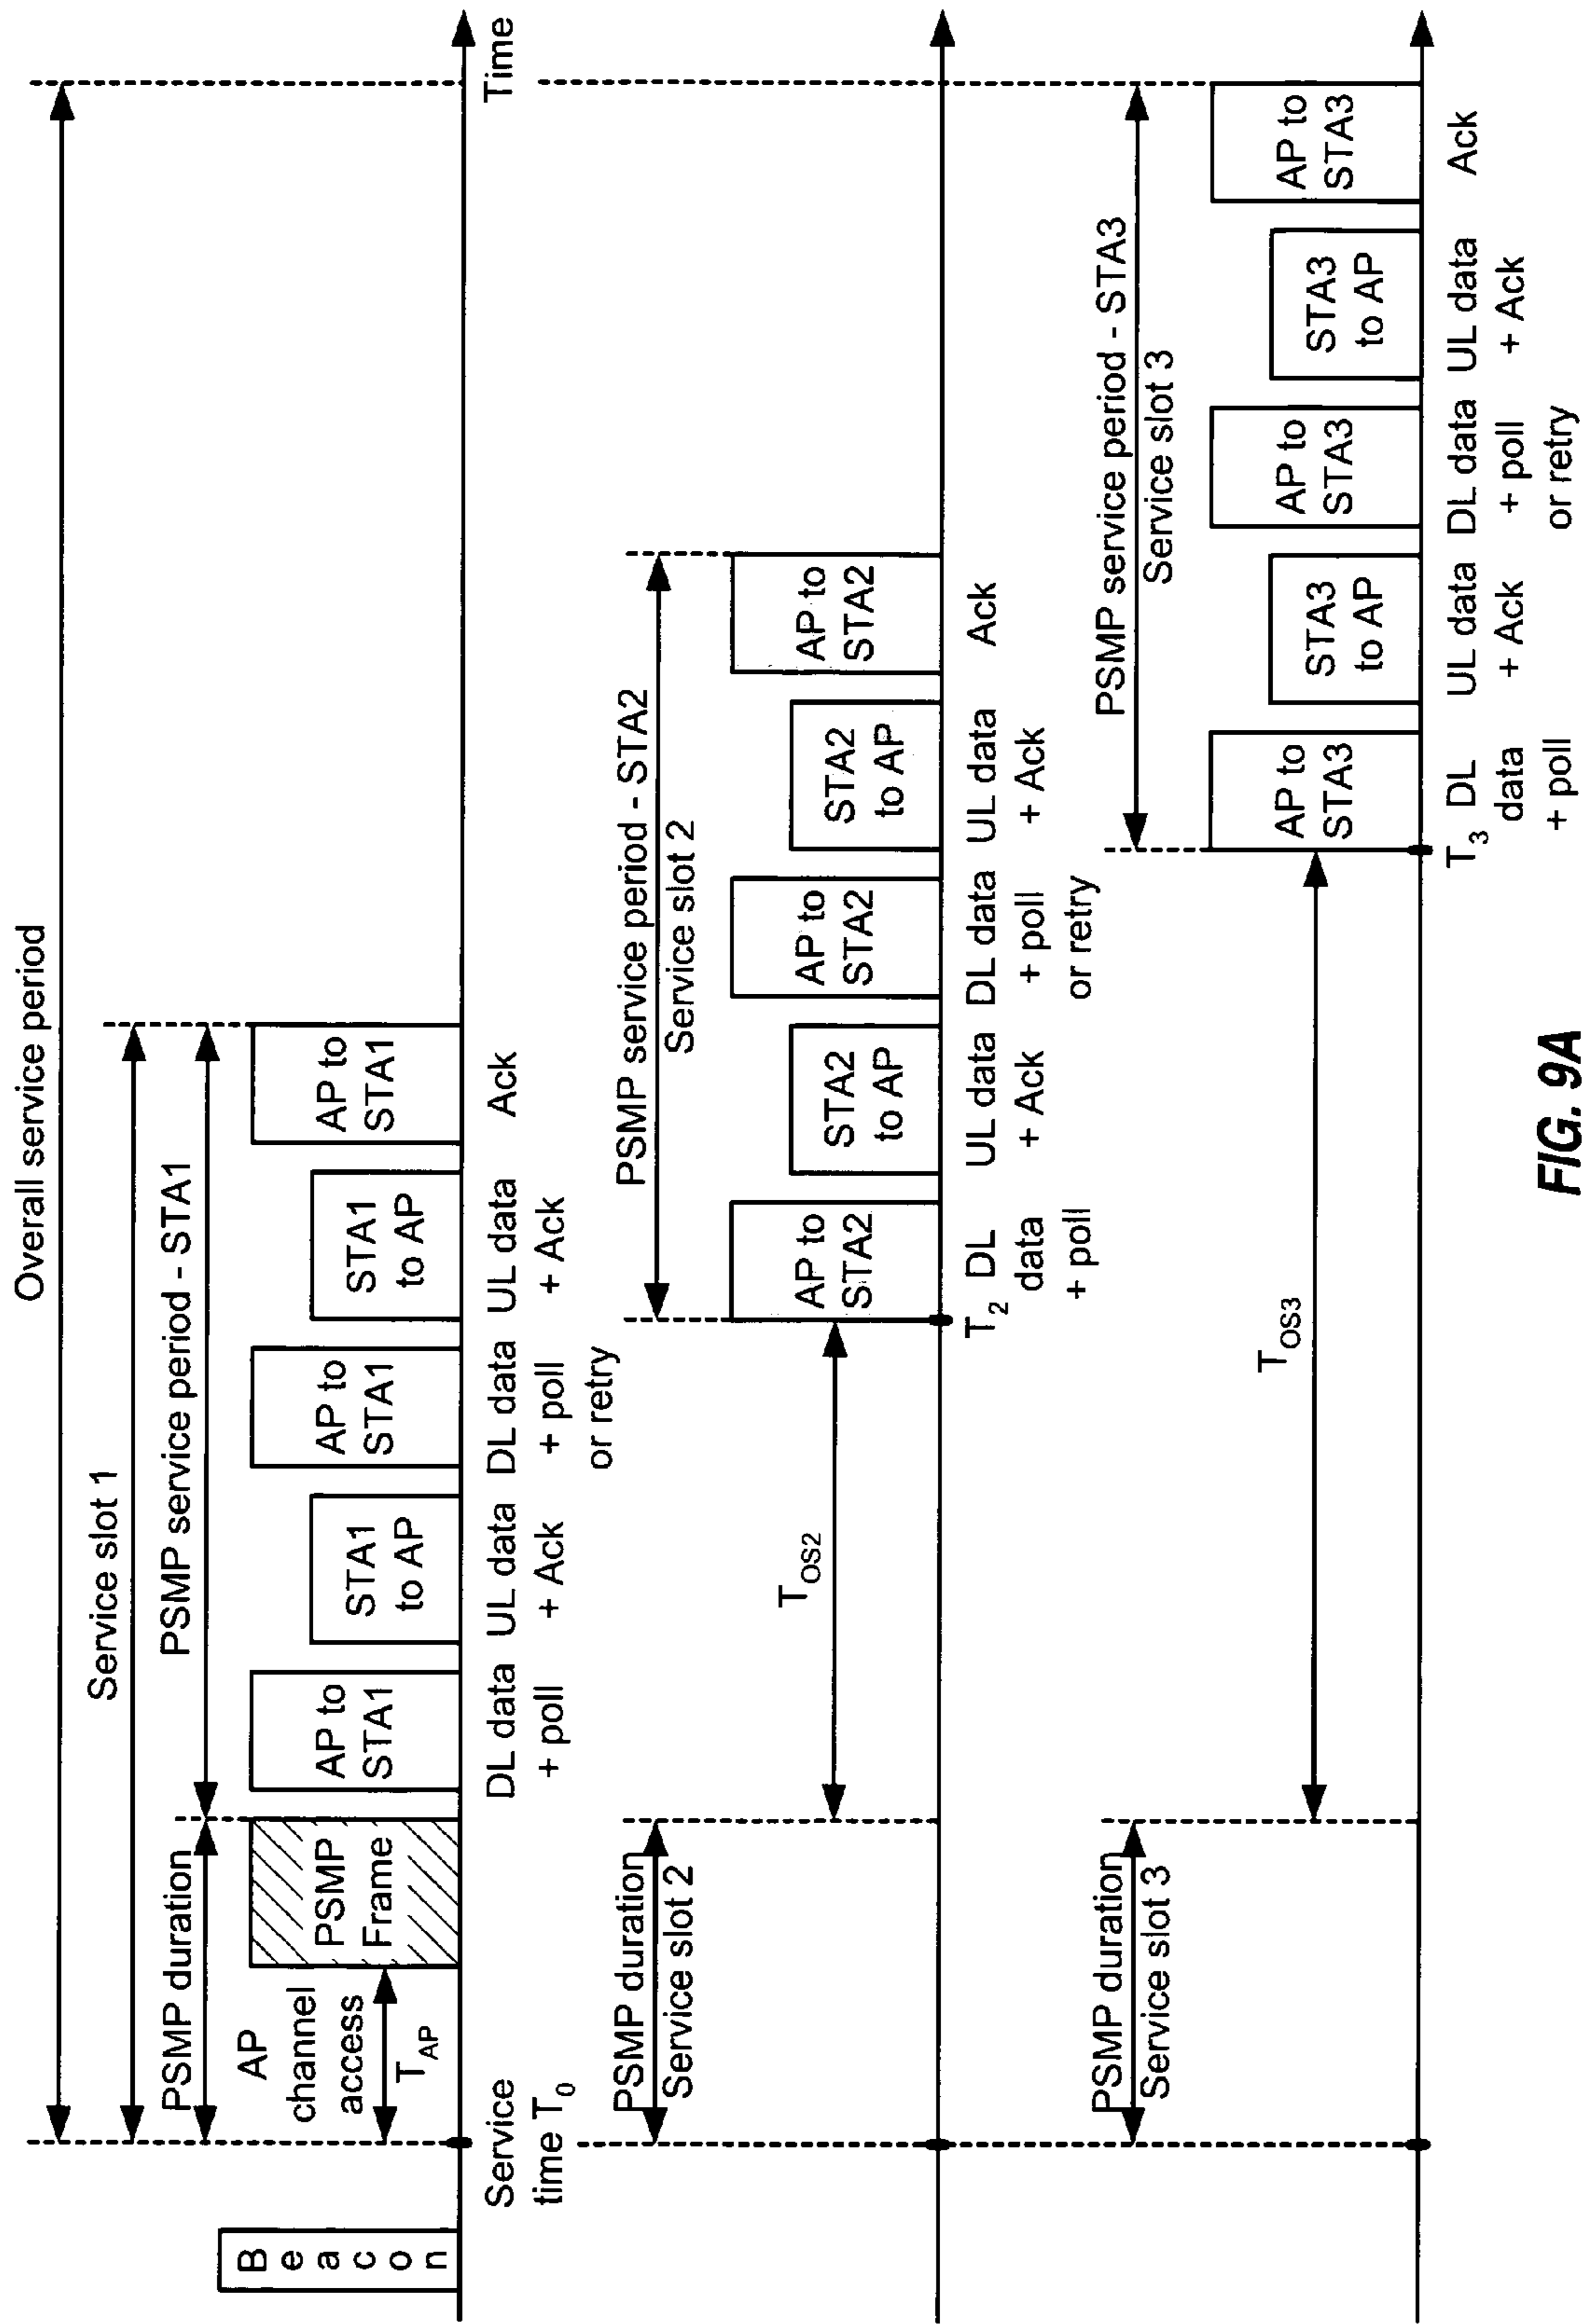 Overall service period
Service slot 1
PSMP duration
PSMP service period - STA1
B
e
a
c
o
n
AP
channel
access
T_AP
PSMP
Frame
AP to
STA1
STA1
to AP
AP to
STA1
STA1
to AP
AP to
STA1
Service
time T_0
DL data
+ poll
UL data
+ Ack
DL data
+ poll
or retry
UL data
+ Ack
Ack
Time
PSMP duration
Service slot 2
T_OS2
PSMP service period - STA2
Service slot 2
AP to
STA2
STA2
to AP
AP to
STA2
STA2
to AP
AP to
STA2
T_2
DL
data
+ poll
UL data
+ Ack
DL data
+ poll
or retry
UL data
+ Ack
Ack
PSMP duration
Service slot 3
T_OS3
PSMP service period - STA3
Service slot 3
AP to
STA3
STA3
to AP
AP to
STA3
STA3
to AP
AP to
STA3
T_3
DL
data
+ poll
UL data
+ Ack
DL data
+ poll
or retry
UL data
+ Ack
Ack
FIG. 9A